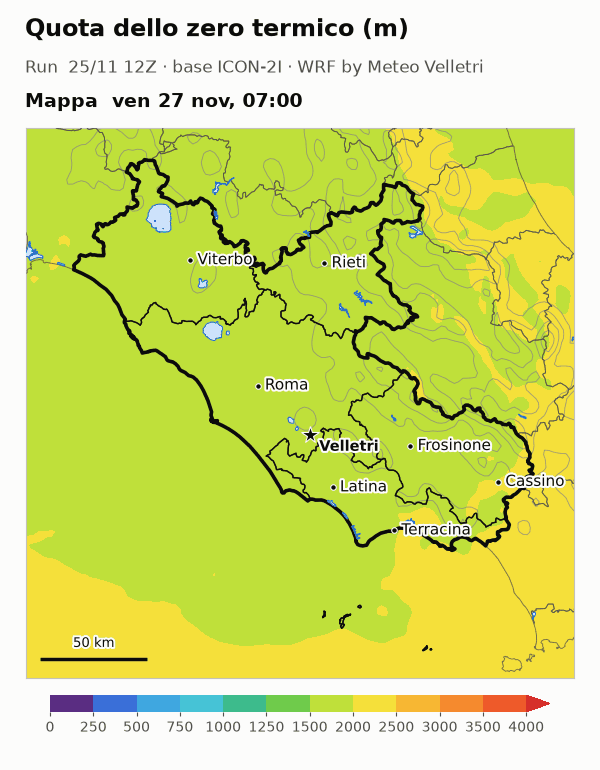 Quota dello zero termico (m)
Run  25/11 12Z · base ICON-2I · WRF by Meteo Velletri
Mappa  ven 27 nov, 07:00
Viterbo
Rieti
Roma
Velletri
Frosinone
Cassino
Latina
Terracina
50 km
0 250 500 750 1000 1250 1500 2000 2500 3000 3500 4000